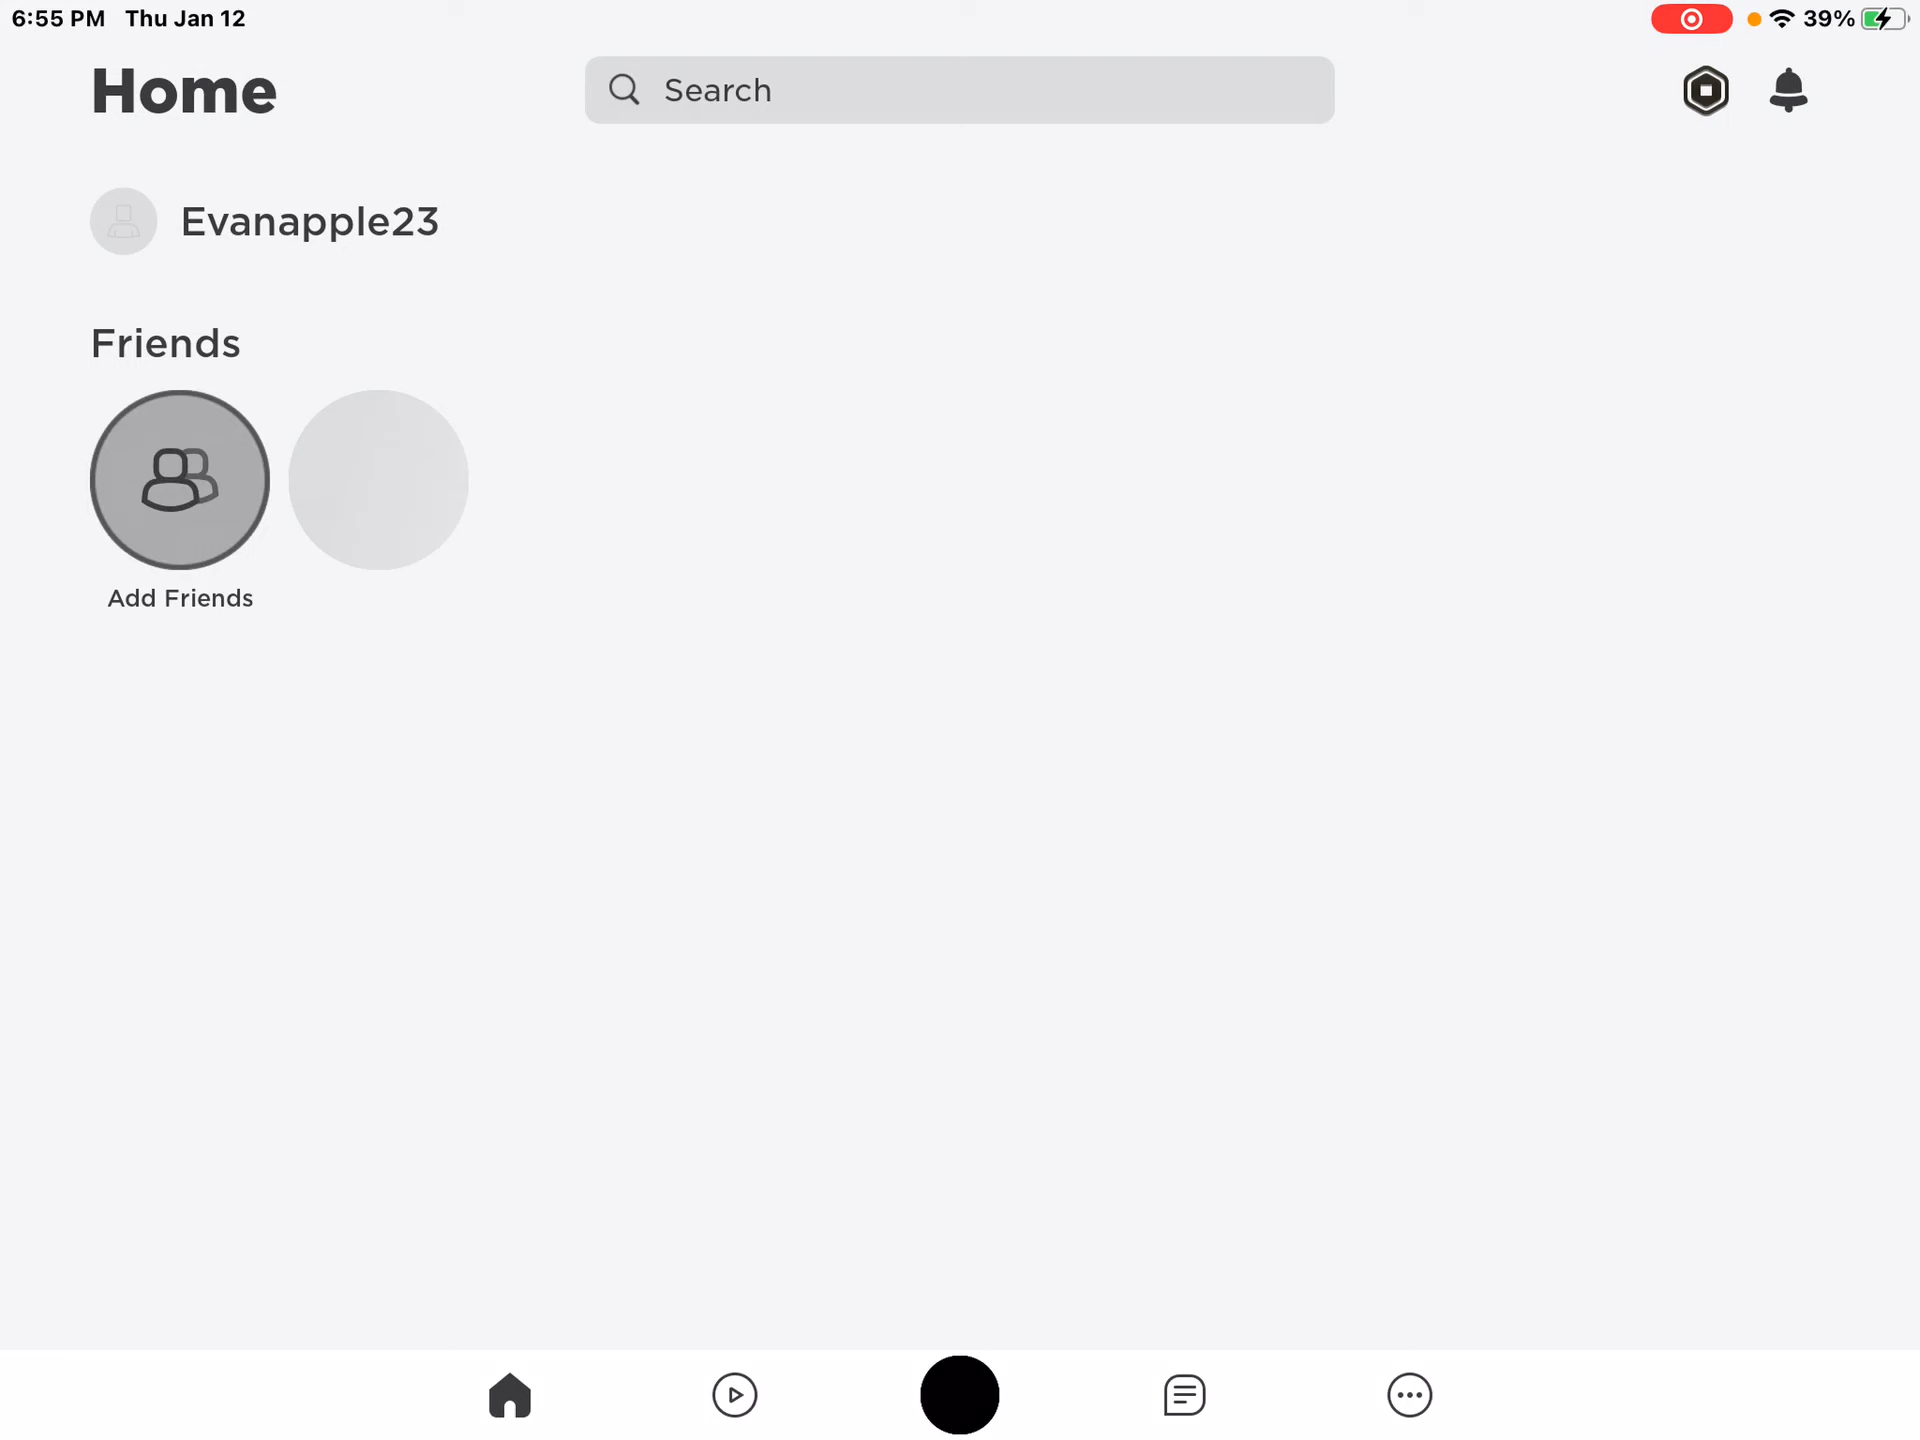 6:55 PM Thu Jan 12
39%
Home
Search
Evanapple23
Friends
Add Friends